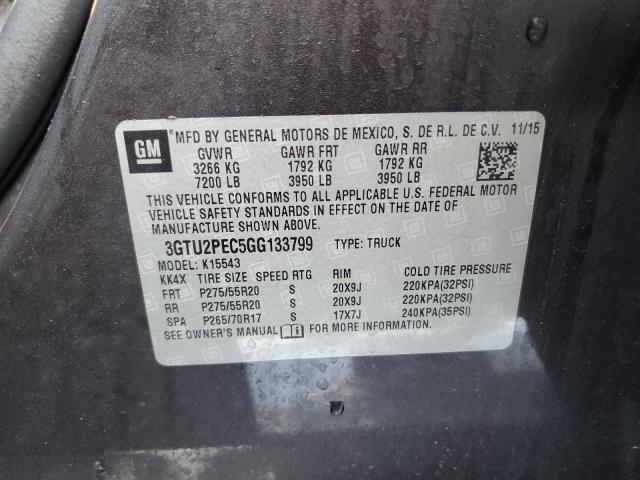 GM ® MFD BY GENERAL MOTORS DE MEXICO, S. DE R.L. DE C.V. 11/15
GVWR GAWR FRT GAWR RR
3266 KG 1792 KG 1792 KG
7200 LB 3950 LB 3950 LB
THIS VEHICLE CONFORMS TO ALL APPLICABLE U.S. FEDERAL MOTOR
VEHICLE SAFETY STANDARDS IN EFFECT ON THE DATE OF
MANUFACTURE SHOWN ABOVE.
3GTU2PEC5GG133799 TYPE: TRUCK
MODEL: K15543
KK4X TIRE SIZE SPEED RTG RIM COLD TIRE PRESSURE
FRT P275/55R20 S 20X9J 220KPA(32PSI)
RR P275/55R20 S 20X9J 220KPA(32PSI)
SPA P265/70R17 S 17X7J 240KPA(35PSI)
SEE OWNER'S MANUAL FOR MORE INFORMATION.